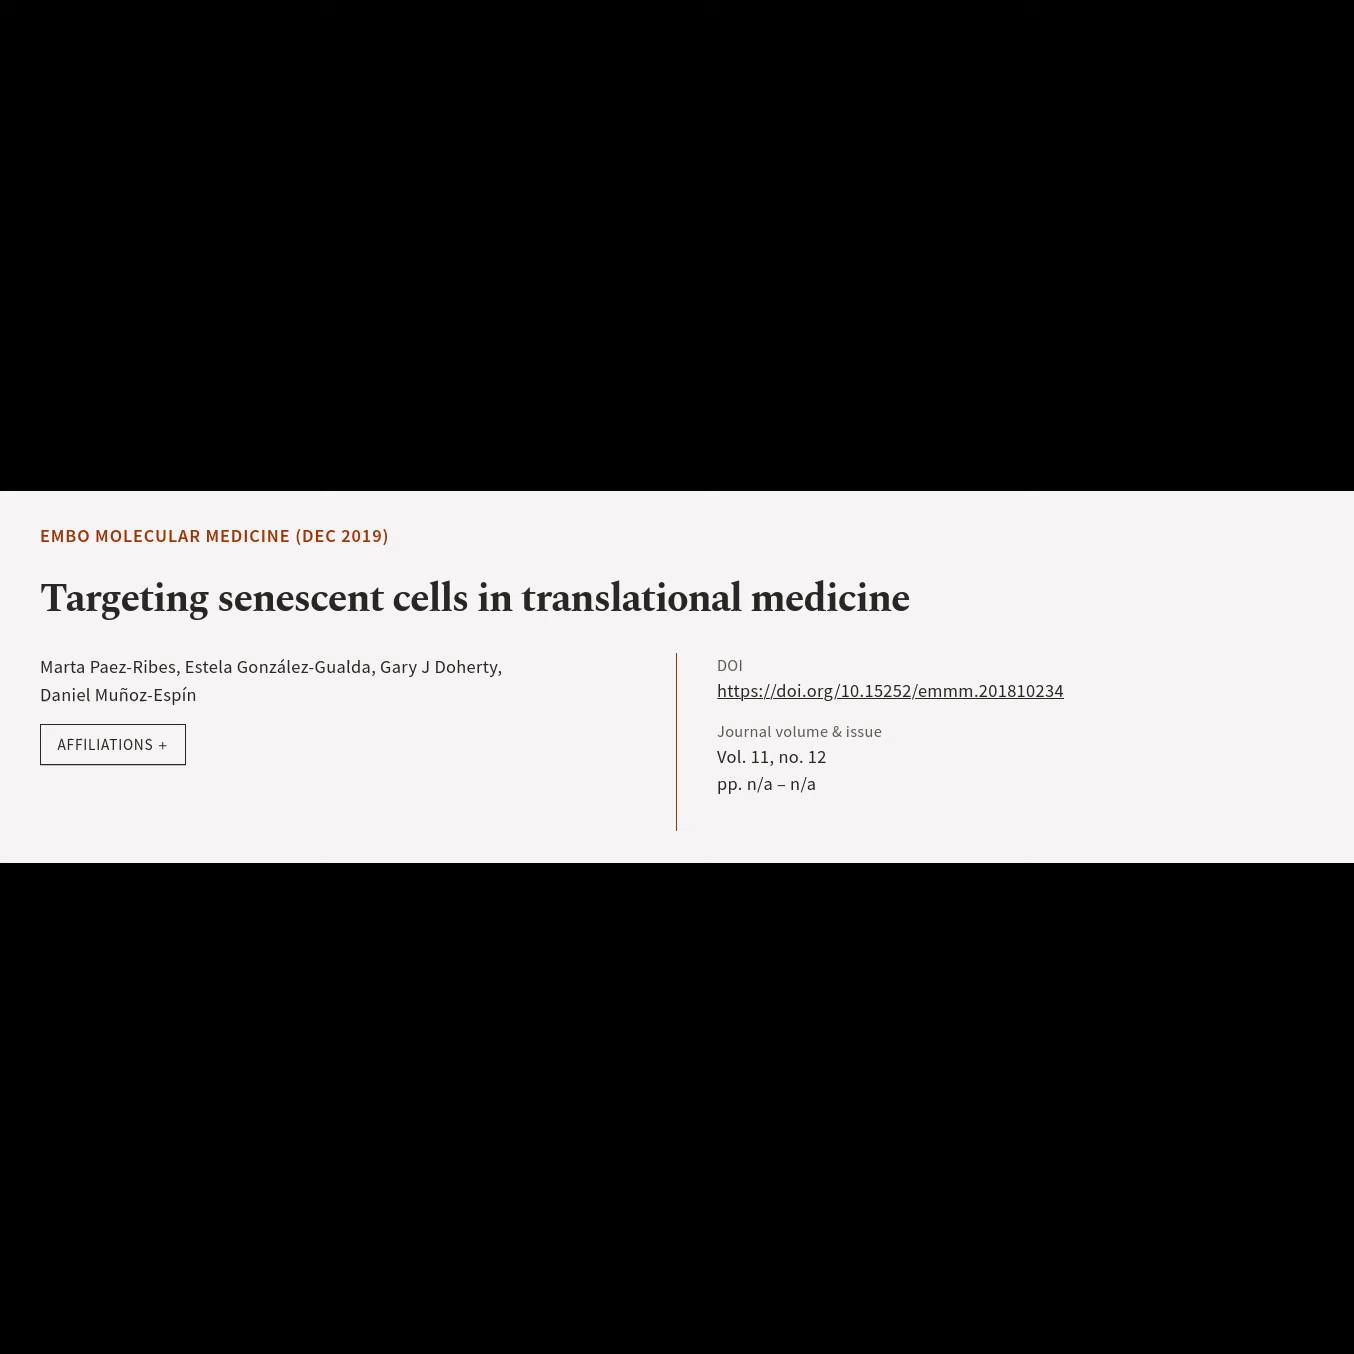 EMBO MOLECULAR MEDICINE (DEC 2019)
Targeting senescent cells in translational medicine
Marta Paez-Ribes, Estela González-Gualda, Gary J Doherty,
Daniel Muñoz-Espín
AFFILIATIONS +
DOI
https://doi.org/10.15252/emmm.201810234
Journal volume & issue
Vol. 11, no. 12
pp. n/a – n/a